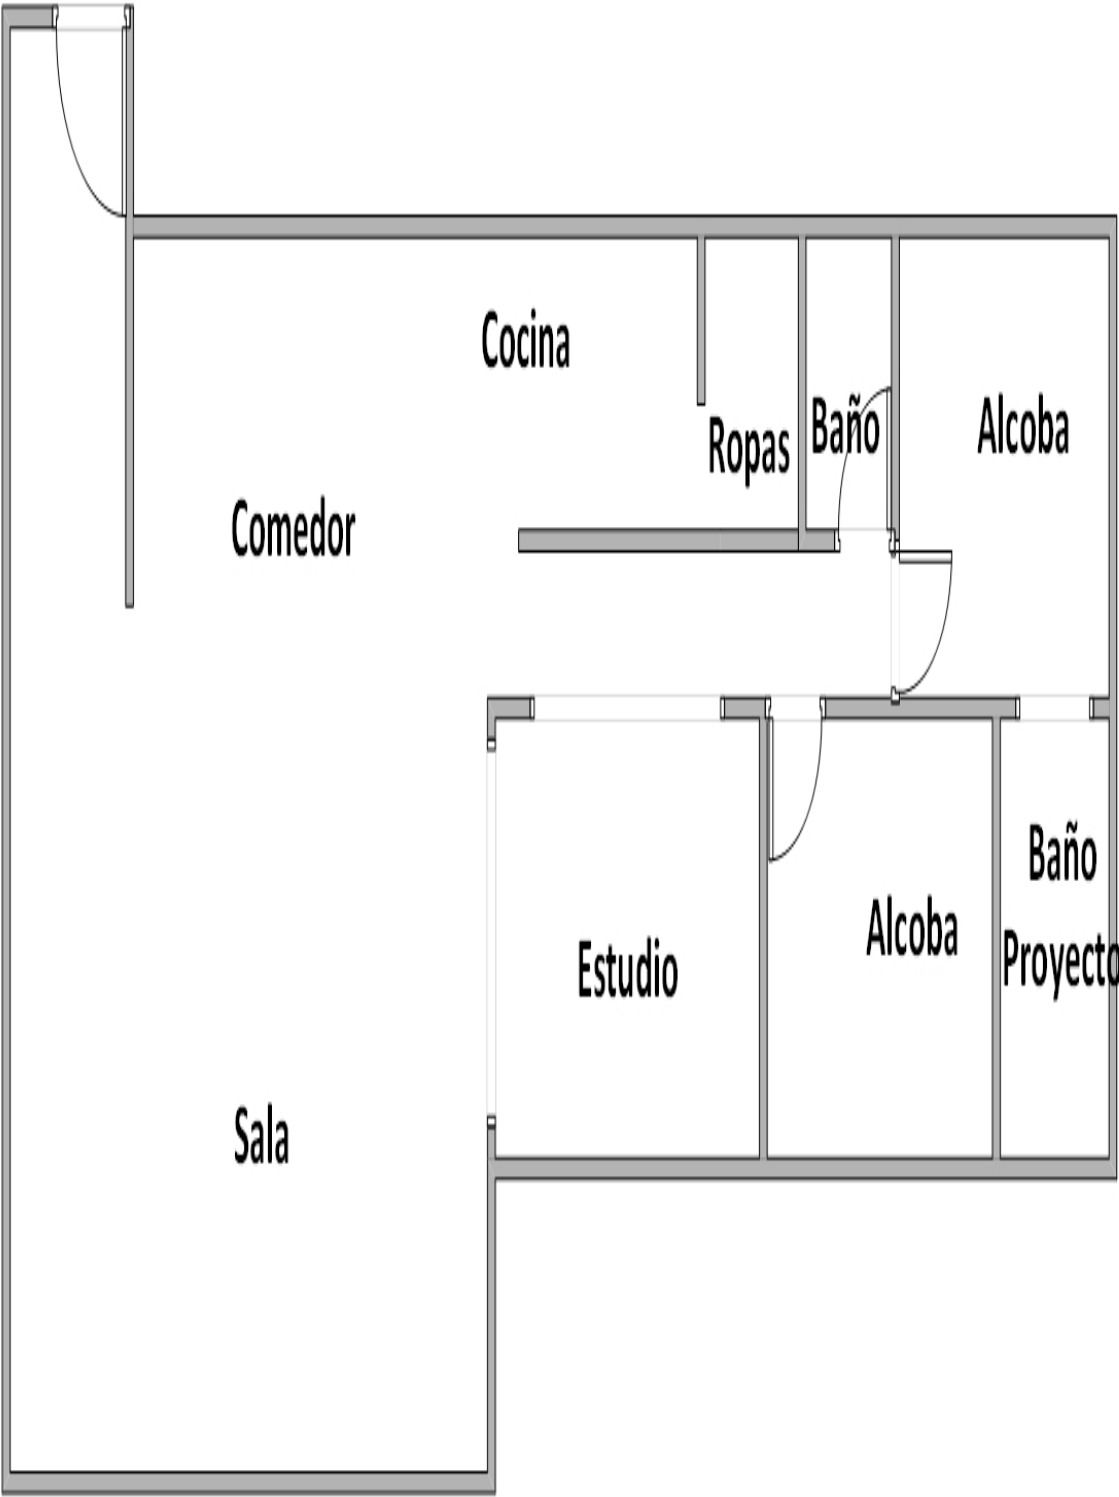 Cocina
Ropas
Baño
Alcoba
Comedor
Baño
Proyecto
Alcoba
Estudio
Sala